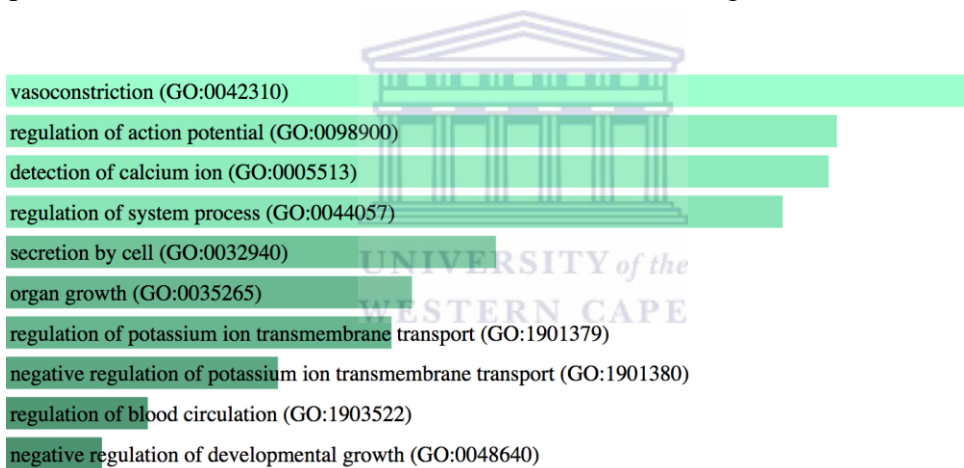 vasoconstriction (GO:0042310)
regulation of action potential (GO:0098900)
detection of calcium ion (GO:0005513)
regulation of system process (GO:0044057)
secretion by cell (GO:0032940)
UNIVERSITY of the
organ growth (GO:0035265)
WESTERN CAPE
regulation of potassium ion transmembrane transport (GO:1901379)
negative regulation of potassium ion transmembrane transport (GO:1901380)
regulation of blood circulation (GO:1903522)
negative regulation of developmental growth (GO:0048640)